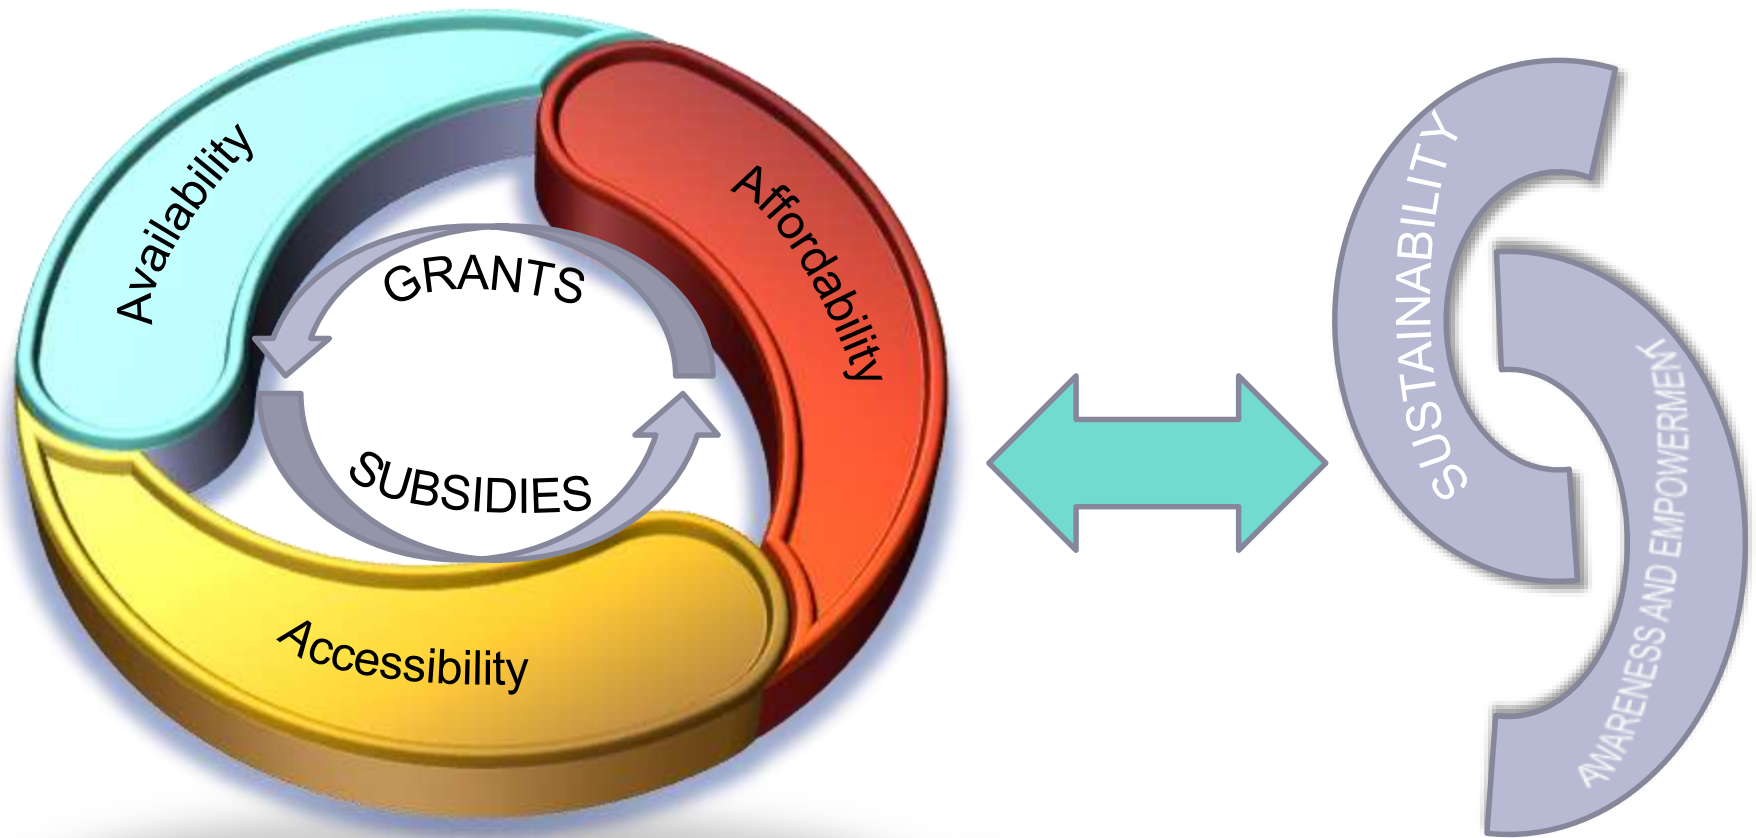 Availability
Affordability
GRANTS
SUBSIDIES
Accessibility
SUSTAINABILITY
AWARENESS AND EMPOWERMENT